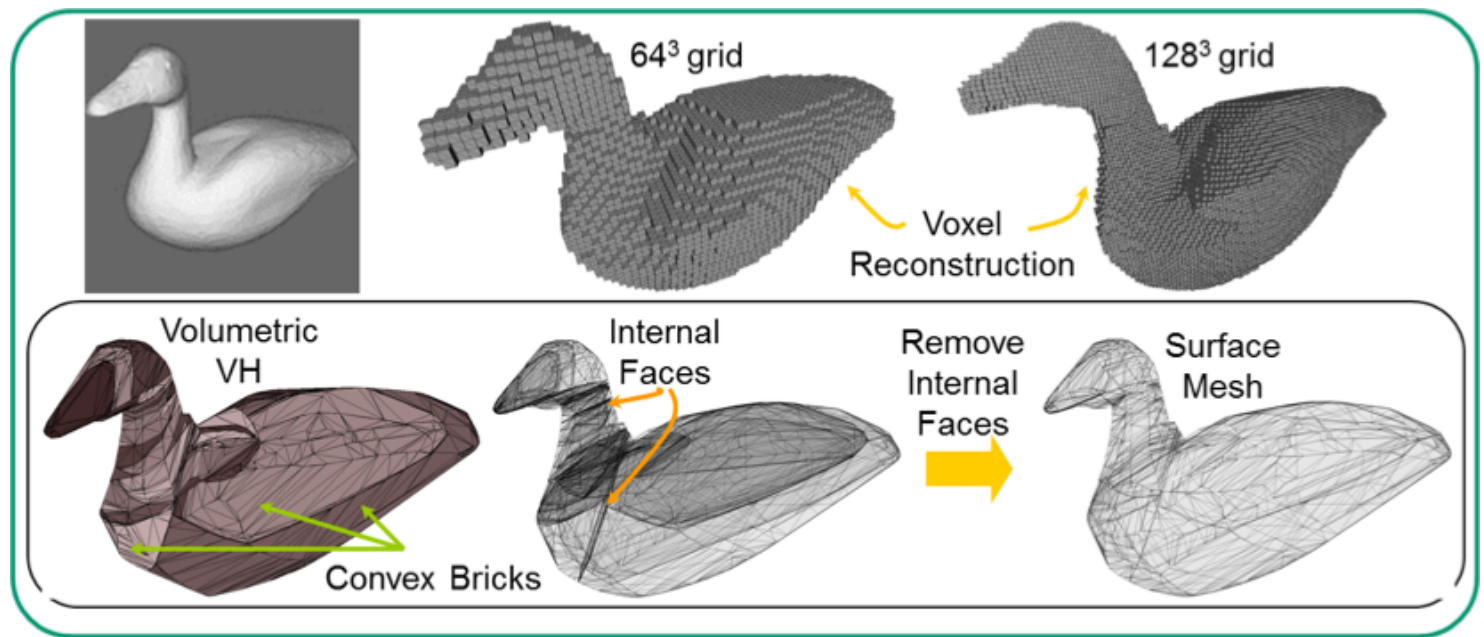 64³ grid
128³ grid
Voxel
Reconstruction
Volumetric
VH
Internal
Faces
Remove
Internal
Faces
Surface
Mesh
Convex Bricks